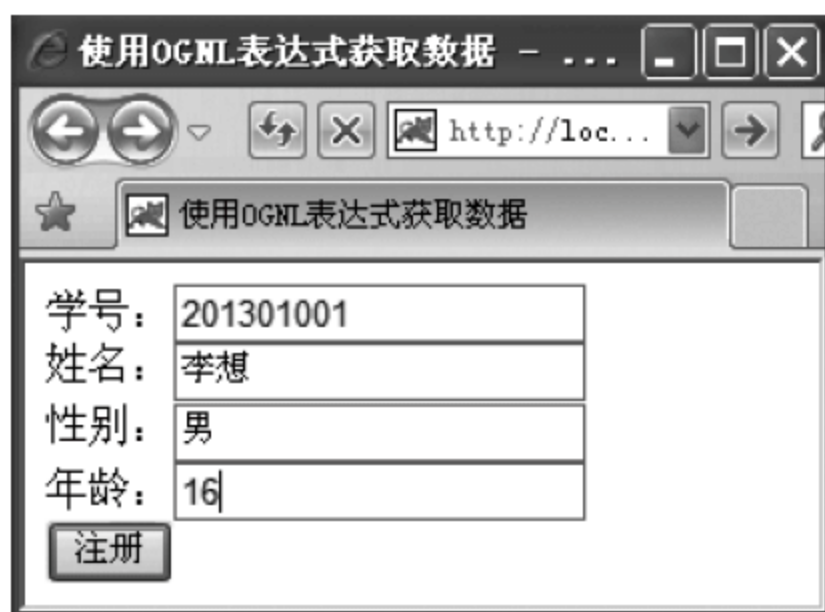 使用OGNL表达式获取数据 - ...
http://loc...
使用OGNL表达式获取数据
学号：201301001
姓名：李想
性别：男
年龄：16
注册